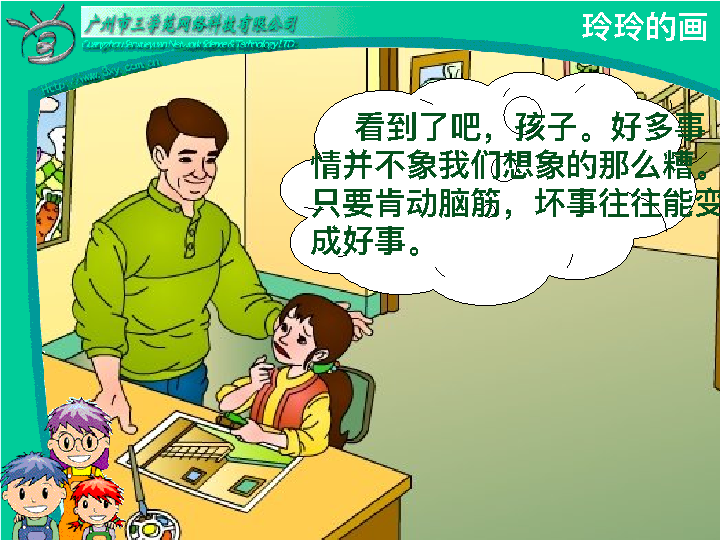 广州市三学苑网络科技有限公司
玲玲的画
看到了吧，孩子。好多事
情并不象我们想象的那么糟。
只要肯动脑筋，坏事往往能变
成好事。